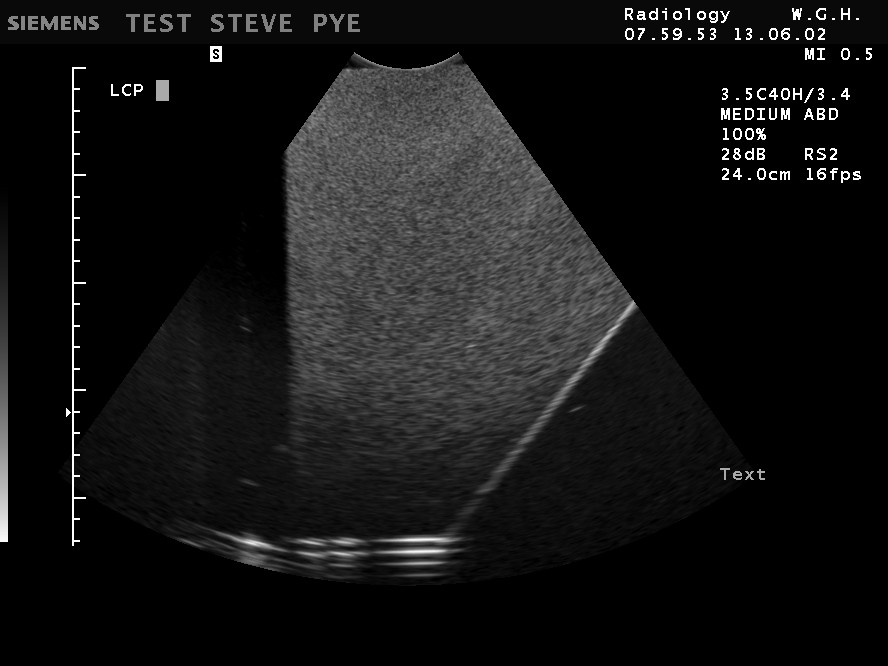 SIEMENS TEST STEVE PYE
Radiology W.G.H.
07.59.53 13.06.02
S
MI 0.5
LCP
3.5C40H/3.4
MEDIUM ABD
100%
28dB RS2
24.0cm 16fps
Text